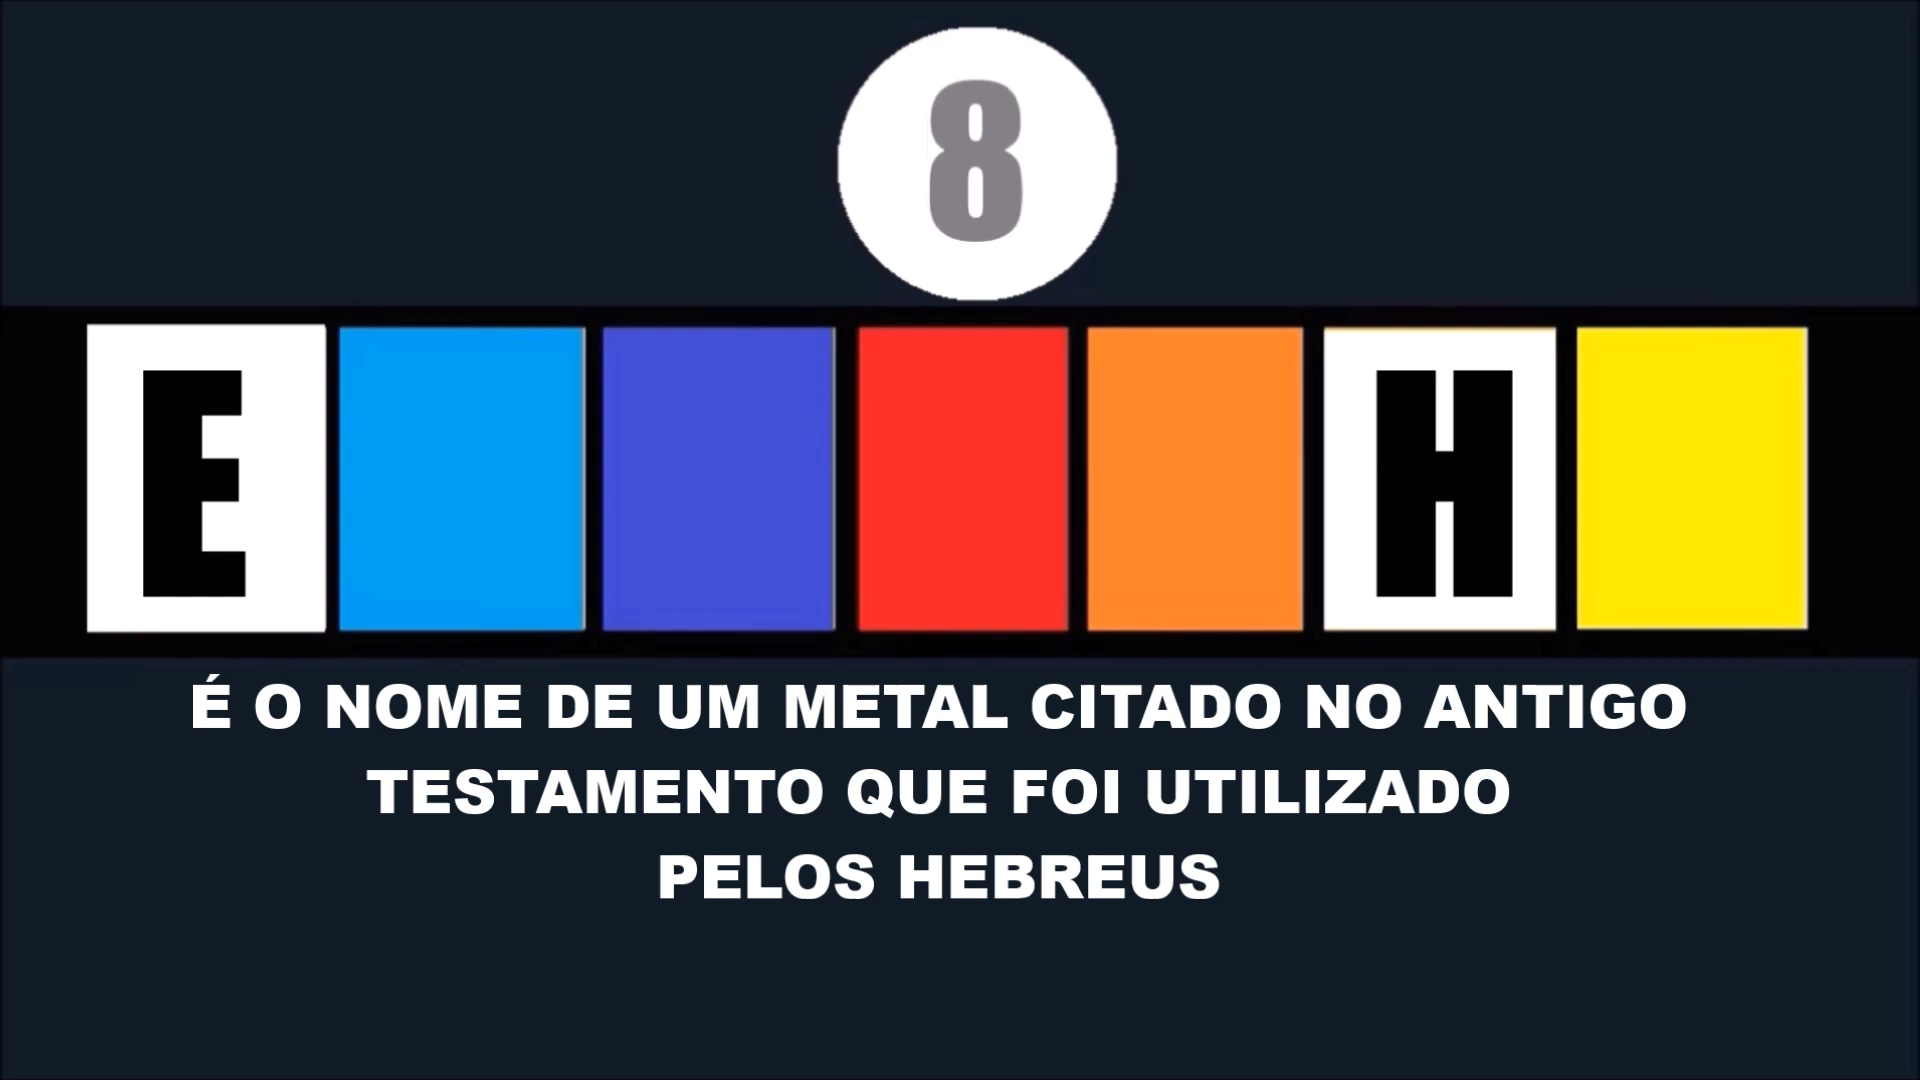 8
E H
É O NOME DE UM METAL CITADO NO ANTIGO
TESTAMENTO QUE FOI UTILIZADO
PELOS HEBREUS